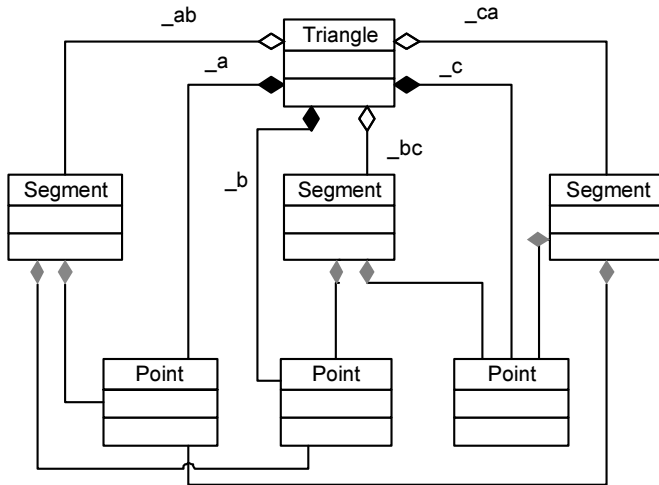 _ab
Triangle
_ca
_a
_c
_bc
_b
Segment
Segment
Segment
Point
Point
Point